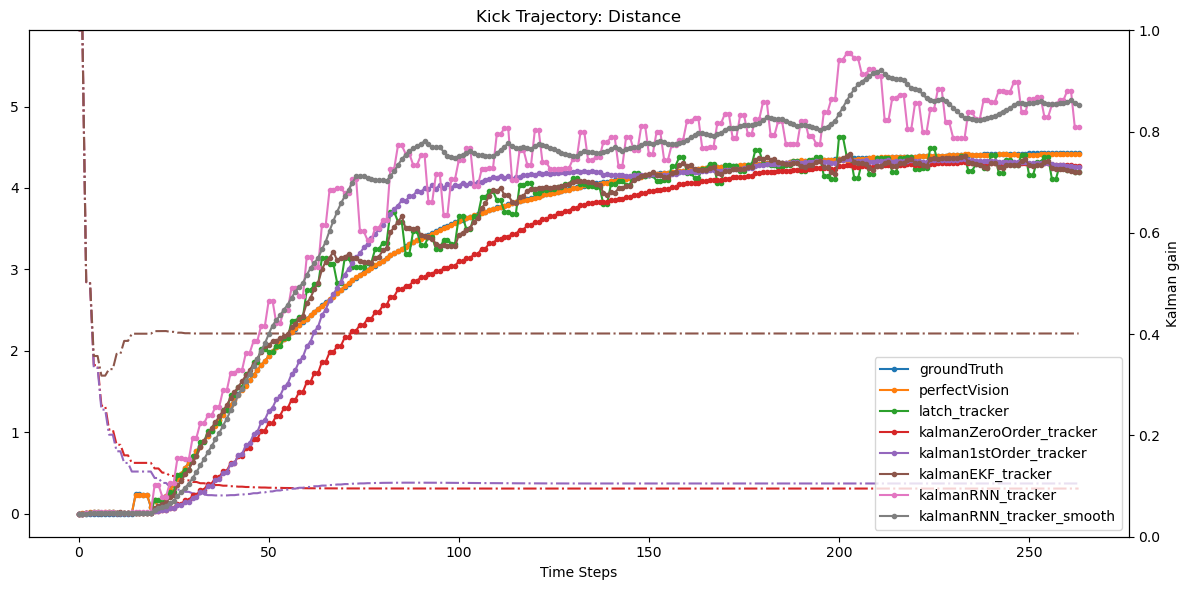 Kick Trajectory: Distance
5
4
3
2
1
0
1.0
0.8
0.6
0.4
0.2
0.0
Kalman gain
groundTruth
perfectVision
latch_tracker
kalmanZeroOrder_tracker
kalman1stOrder_tracker
kalmanEKF_tracker
kalmanRNN_tracker
kalmanRNN_tracker_smooth
0 50 100 150 200 250
Time Steps